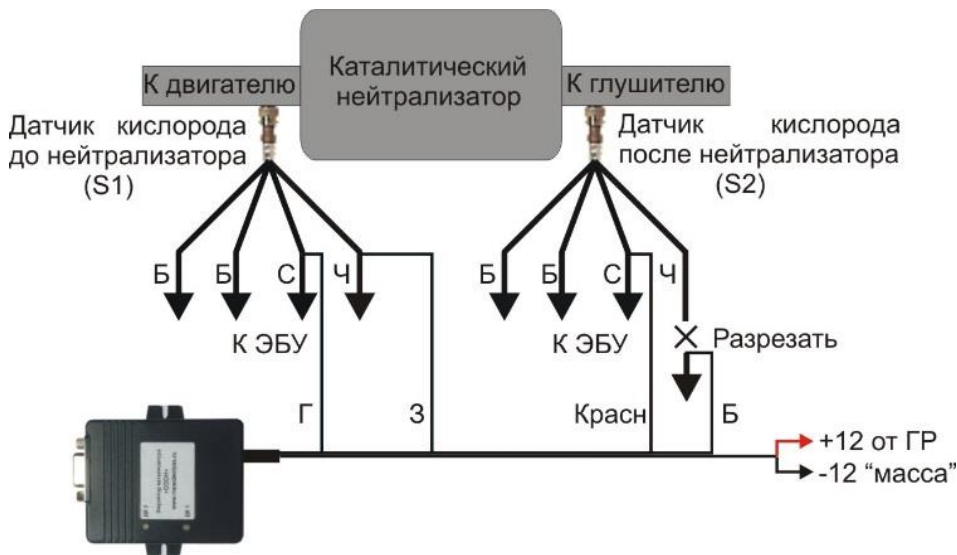 К двигателю
Каталитический
нейтрализатор
К глушителю
Датчик кислорода
до нейтрализатора
(S1)
Датчик кислорода
после нейтрализатора
(S2)
Б
Б
С
Ч
Б
Б
С
Ч
К ЭБУ
К ЭБУ
Разрезать
Г
З
Красн
Б
+12 от ГР
-12 “масса”